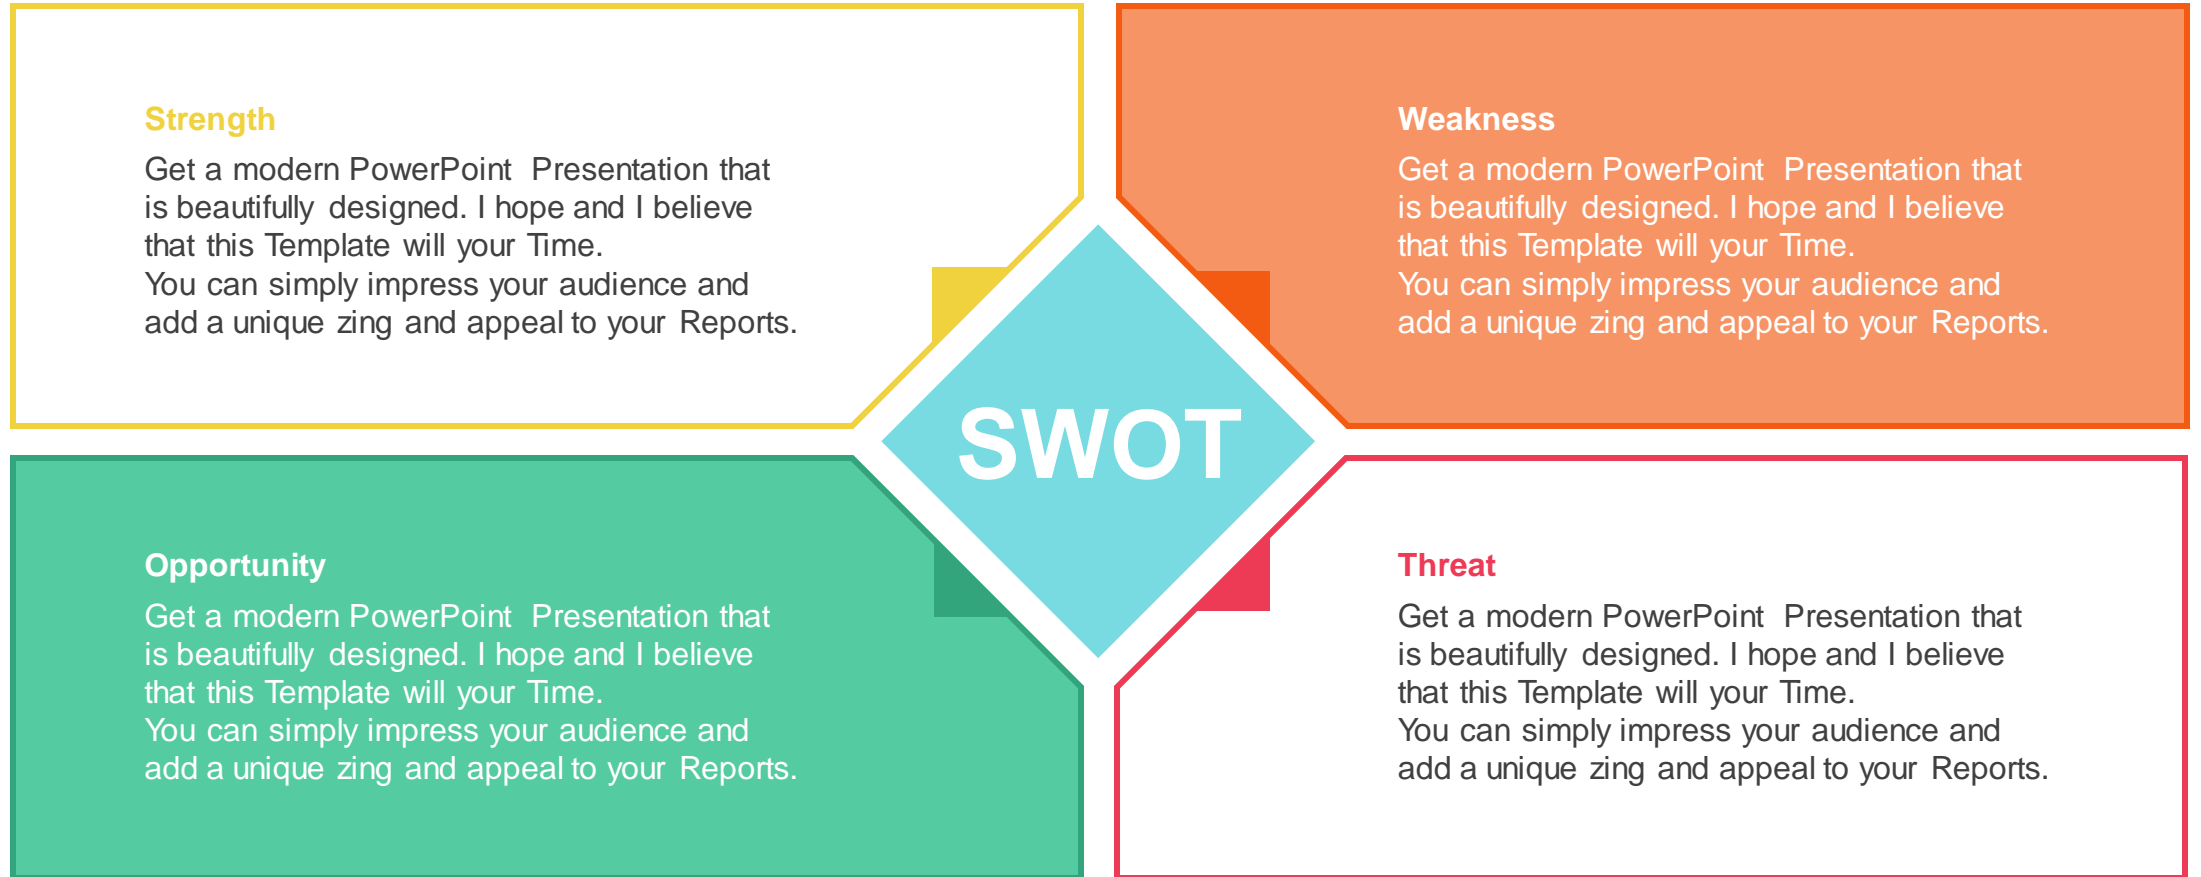 Strength
Get a modern PowerPoint  Presentation that
is beautifully designed. I hope and I believe
that this Template will your Time.
You can simply impress your audience and
add a unique zing and appeal to your Reports.
Weakness
Get a modern PowerPoint  Presentation that
is beautifully designed. I hope and I believe
that this Template will your Time.
You can simply impress your audience and
add a unique zing and appeal to your Reports.
SWOT
Opportunity
Get a modern PowerPoint  Presentation that
is beautifully designed. I hope and I believe
that this Template will your Time.
You can simply impress your audience and
add a unique zing and appeal to your Reports.
Threat
Get a modern PowerPoint  Presentation that
is beautifully designed. I hope and I believe
that this Template will your Time.
You can simply impress your audience and
add a unique zing and appeal to your Reports.